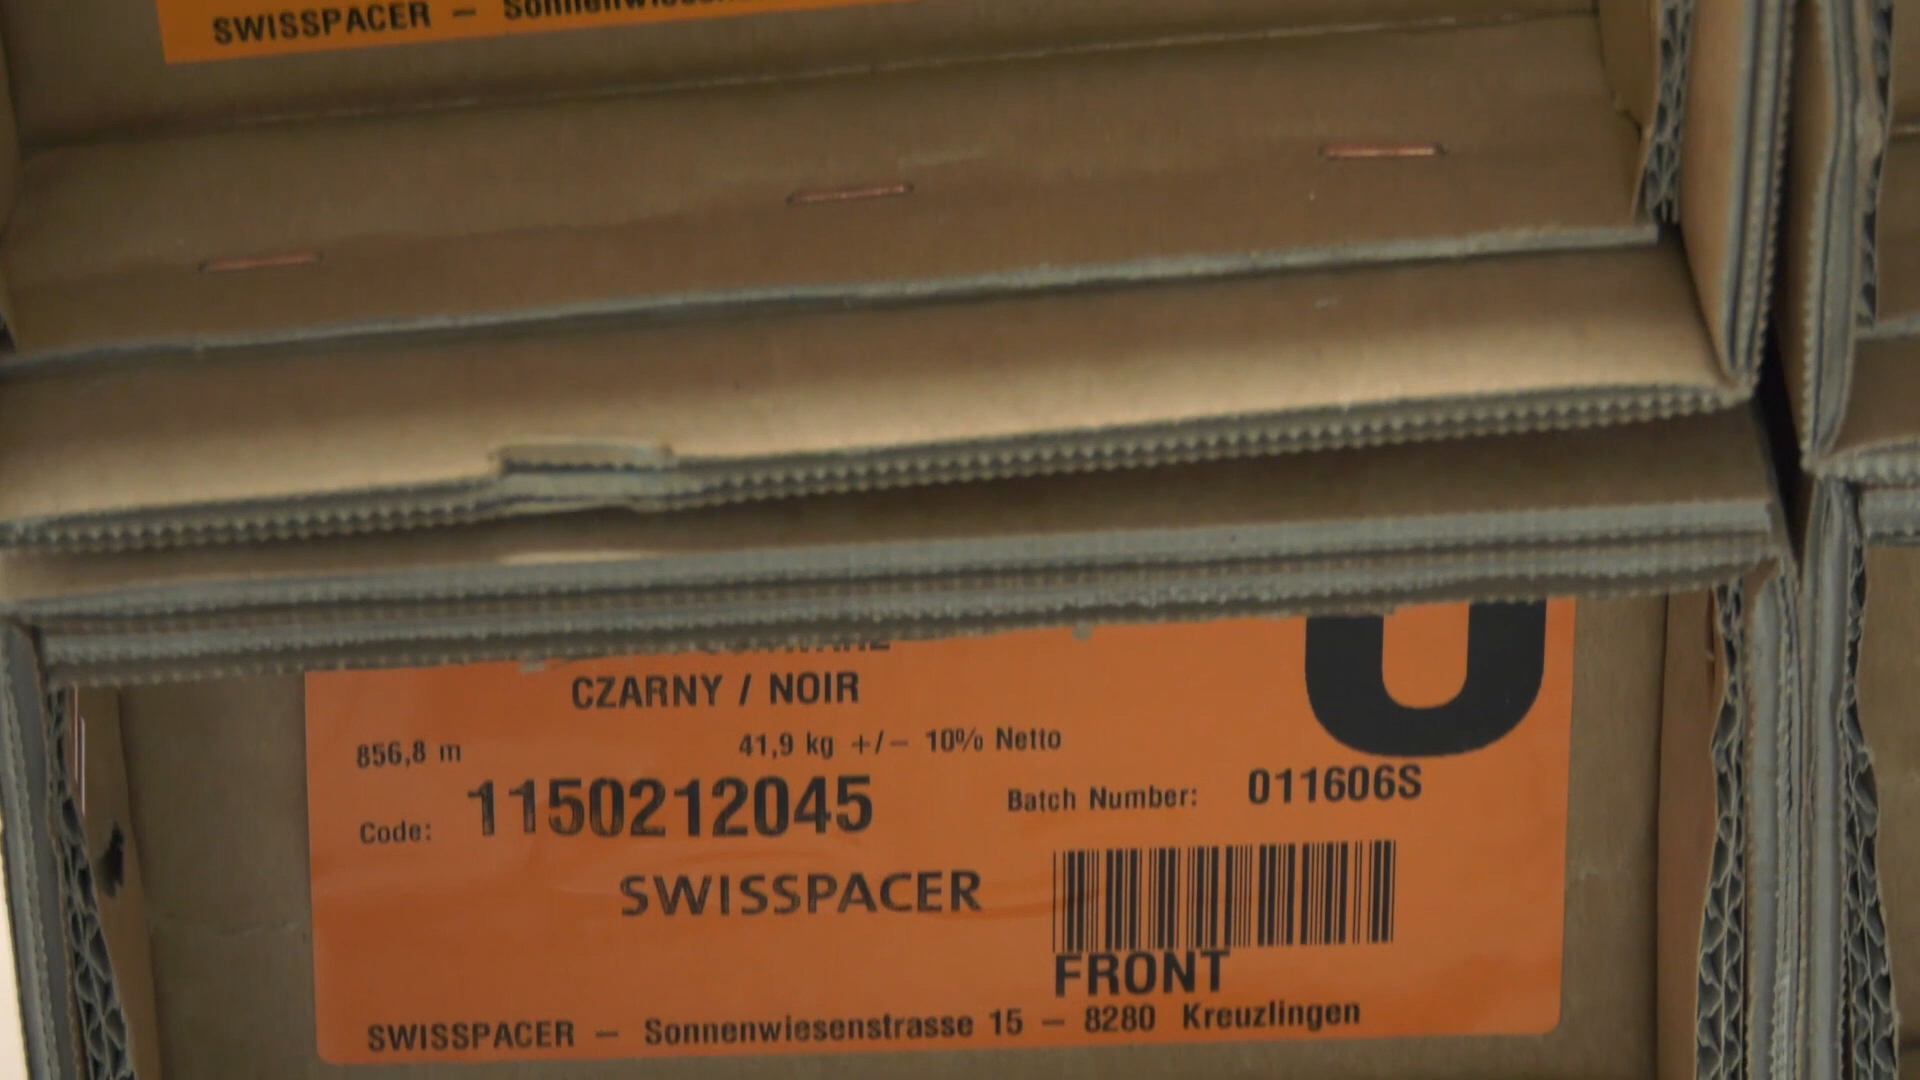 SWISSPACER –
CZARNY / NOIR
856,8 m 41,9 kg +/– 10% Netto
Code: 1150212045 Batch Number: 011606S
SWISSPACER
FRONT
SWISSPACER – Sonnenwiesenstrasse 15 – 8280 Kreuzlingen